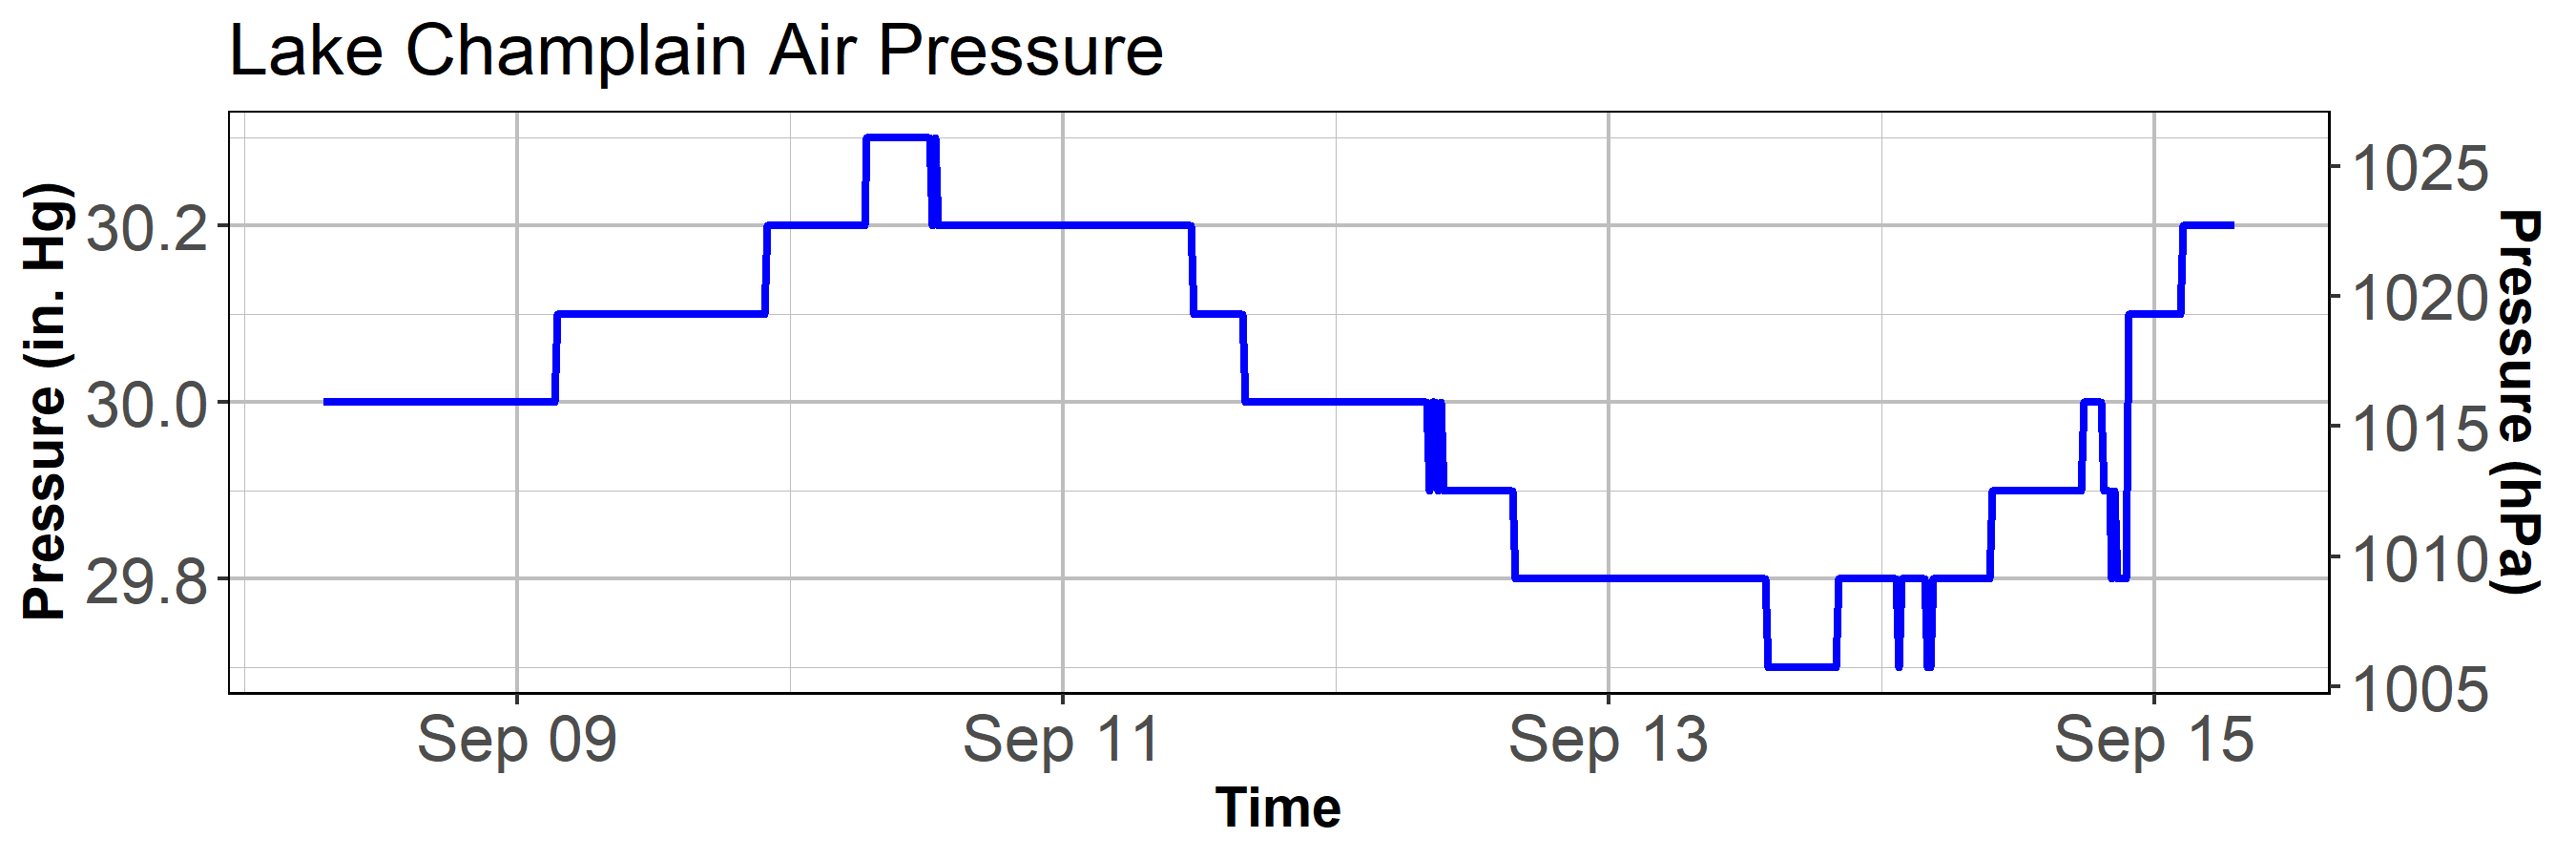 Lake Champlain Air Pressure
Pressure (in. Hg)
30.2
30.0
29.8
1025
1020
1015
1010
1005
Pressure (hPa)
Sep 09
Sep 11
Sep 13
Sep 15
Time